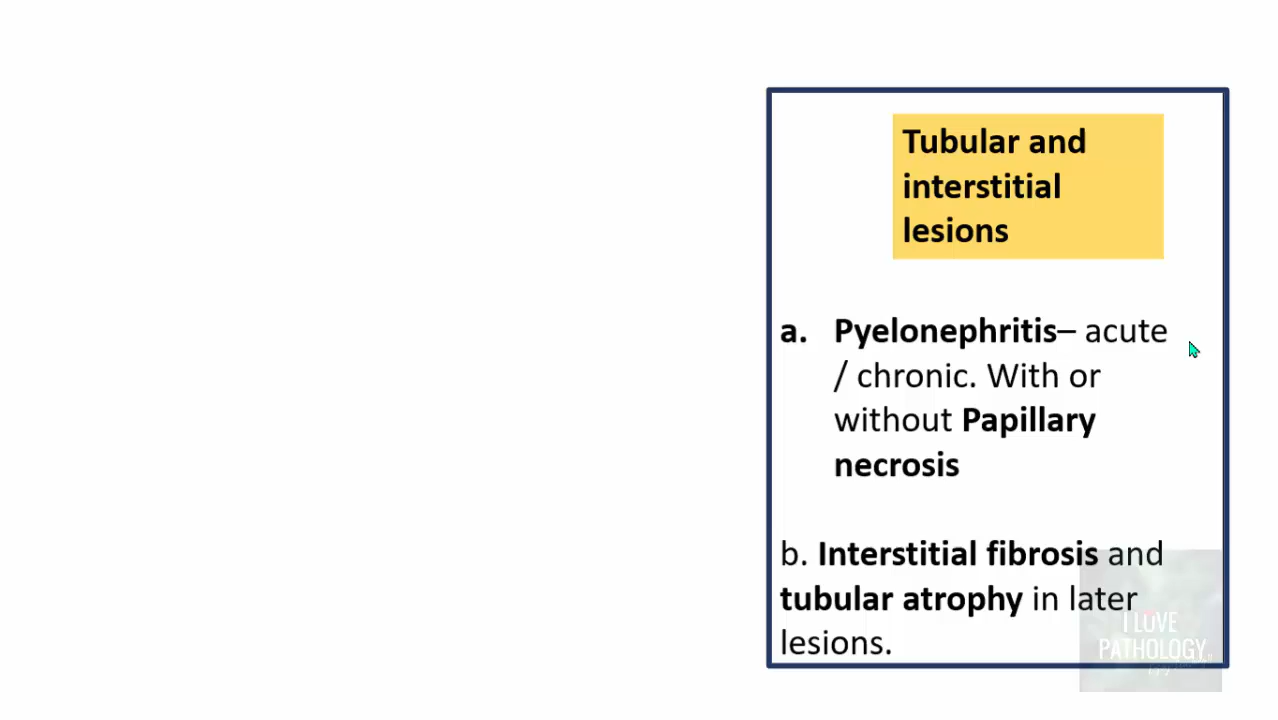 Tubular and
interstitial
lesions
a. Pyelonephritis– acute
/ chronic. With or
without Papillary
necrosis
b. Interstitial fibrosis and
tubular atrophy in later
lesions.
I LOVE
PATHOLOGY